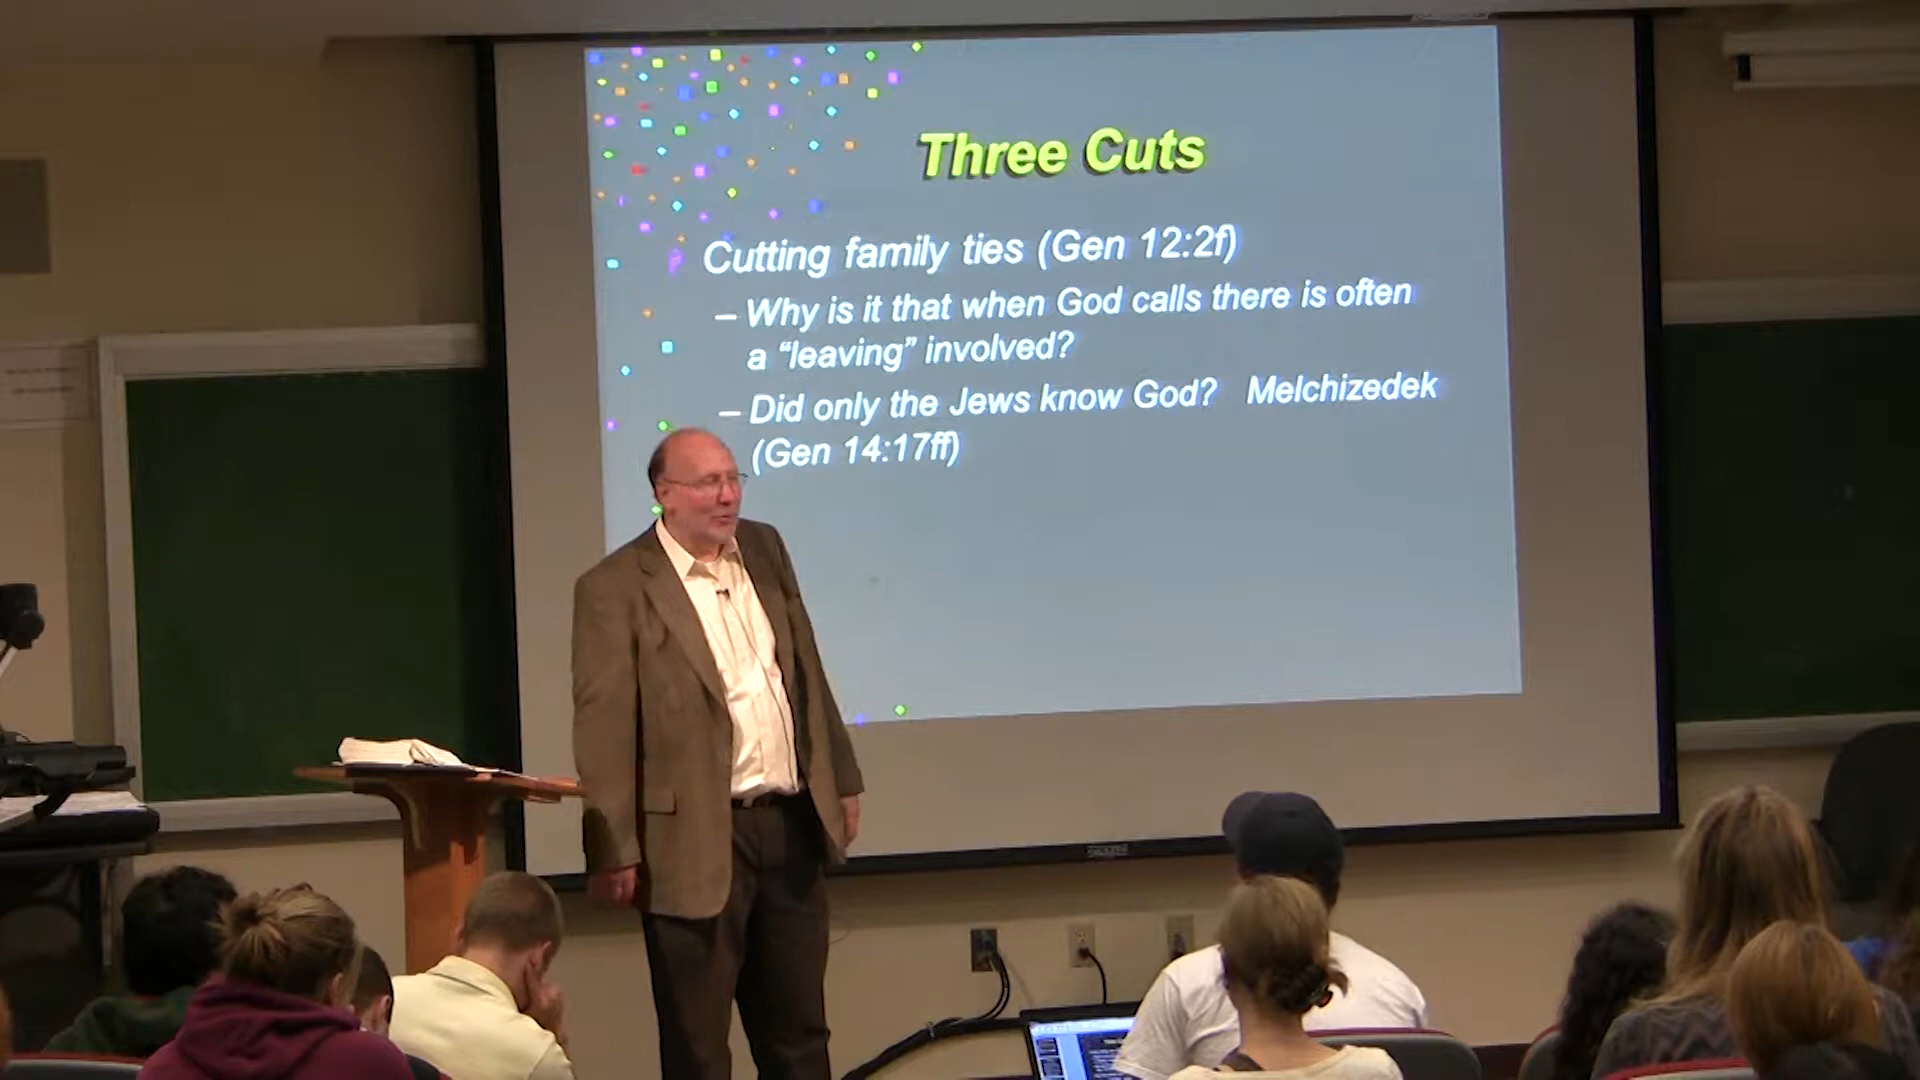 Three Cuts
Cutting family ties (Gen 12:2f)
– Why is it that when God calls there is often
a “leaving” involved?
– Did only the Jews know God? Melchizedek
(Gen 14:17ff)